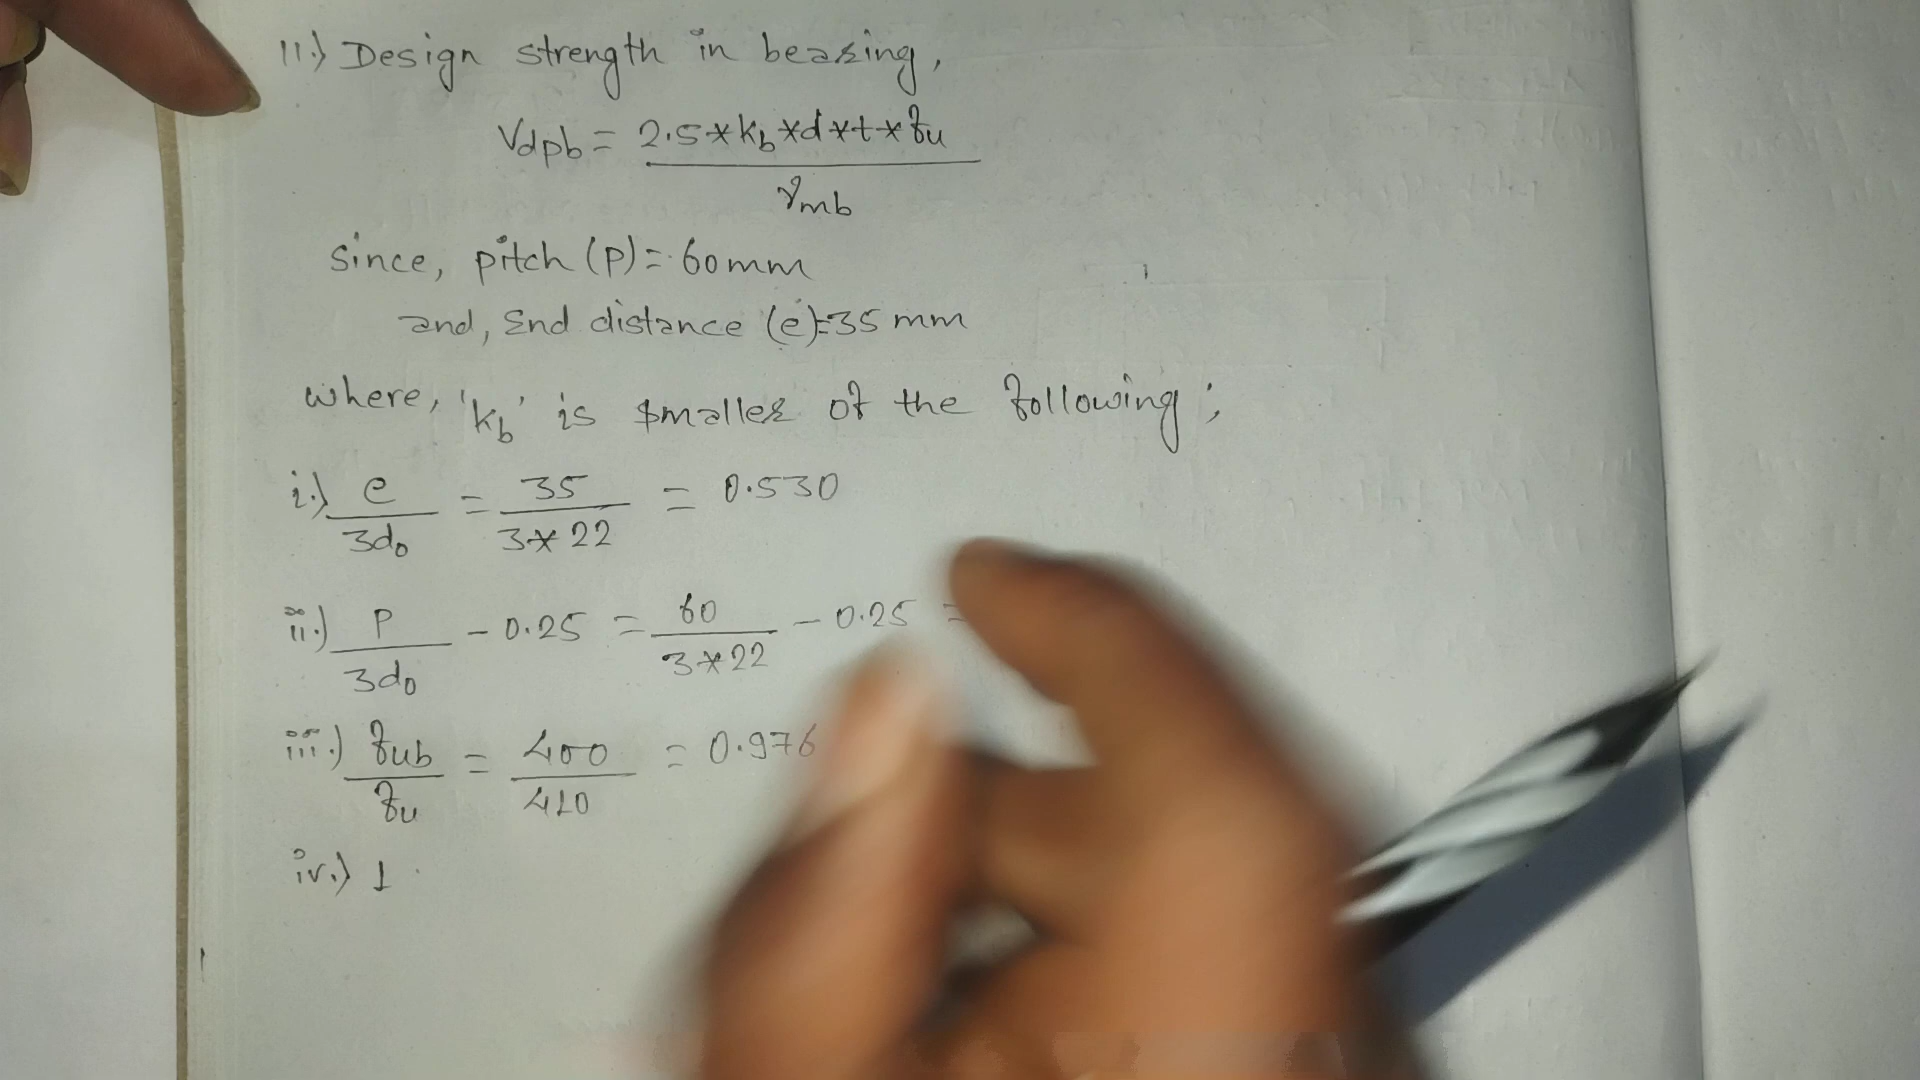 ii.) Design strength in bearing,
Vdpb = 2.5*kb*d*t*fu / γmb
since, pitch (P) = 60mm
and, End distance (e) = 35 mm
where, 'kb' is smaller of the following;
i.) e/3d0 = 35/3*22 = 0.530
ii.) P/3d0 - 0.25 = 60/3*22 - 0.25 =
iii.) fub/fu = 400/410 = 0.976
iv.) 1